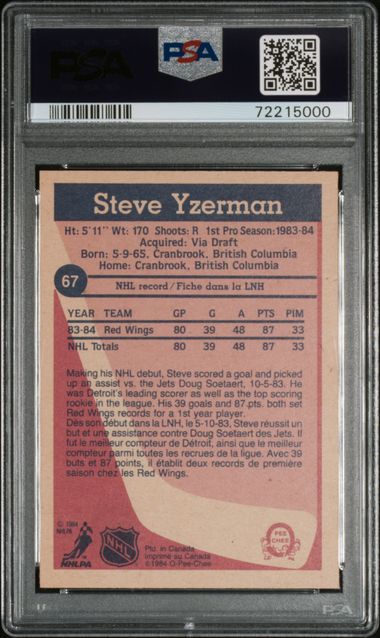 PSA
PSA
72215000
Steve Yzerman
Ht: 5'11" Wt: 170 Shoots: R 1st Pro Season:1983-84
Acquired: Via Draft
Born: 5-9-65, Cranbrook, British Columbia
Home: Cranbrook, British Columbia
67
NHL record/Fiche dans la LNH
YEAR TEAM GP G A PTS PIM
83-84 Red Wings 80 39 48 87 33
NHL Totals 80 39 48 87 33
Making his NHL debut, Steve scored a goal and picked
up an assist vs. the Jets Doug Soetaert, 10-5-83. He
was Detroit's leading scorer as well as the top scoring
rookie in the league. His 39 goals and 87 pts. both set
Red Wings records for a 1st year player.
Dès son début dans la LNH, le 5-10-83, Steve réussit un
but et une assistance contre Doug Soetaert des Jets. Il
fut le meilleur compteur de Détroit, ainsi que le meilleur
compteur parmi toutes les recrues de la ligue. Avec 39
buts et 87 points, il établit deux records de première
saison chez les Red Wings.
© 1984
NHLPA
NHLPA
NHL
Ptd. in Canada
Imprimé au Canada
©1984 O-Pee-Chee
O
PEE
CHEE
PSA